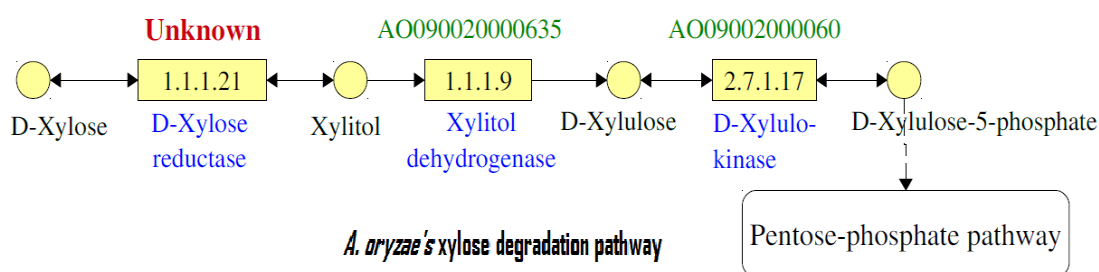 Unknown
AO090020000635
AO09002000060
1.1.1.21
1.1.1.9
2.7.1.17
D-Xylose
D-Xylose
reductase
Xylitol
Xylitol
dehydrogenase
D-Xylulose
D-Xylulo-
kinase
D-Xylulose-5-phosphate
A. oryzae's xylose degradation pathway
Pentose-phosphate pathway